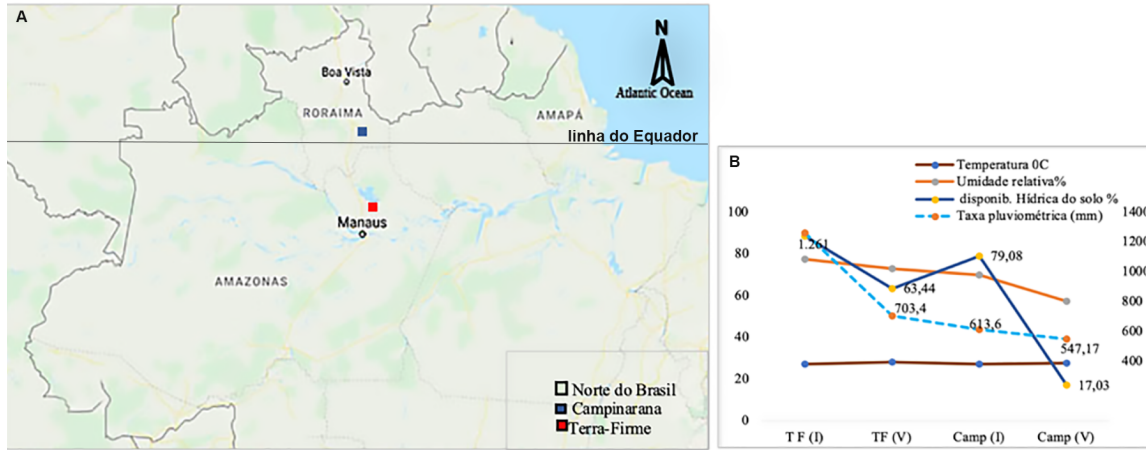 A
N
Boa Vista
Atlantic Ocean
RORAIMA
AMAPÁ
linha do Equador
Manaus
AMAZONAS
Norte do Brasil
Campinarana
Terra-Firme
B
Temperatura 0C
Umidade relativa%
disponib. Hídrica do solo %
Taxa pluviométrica (mm)
100
80
60
40
20
0
1400
1200
1000
800
600
400
1.261
63,44
703,4
79,08
613,6
547,17
17,03
T F (I)
TF (V)
Camp (I)
Camp (V)